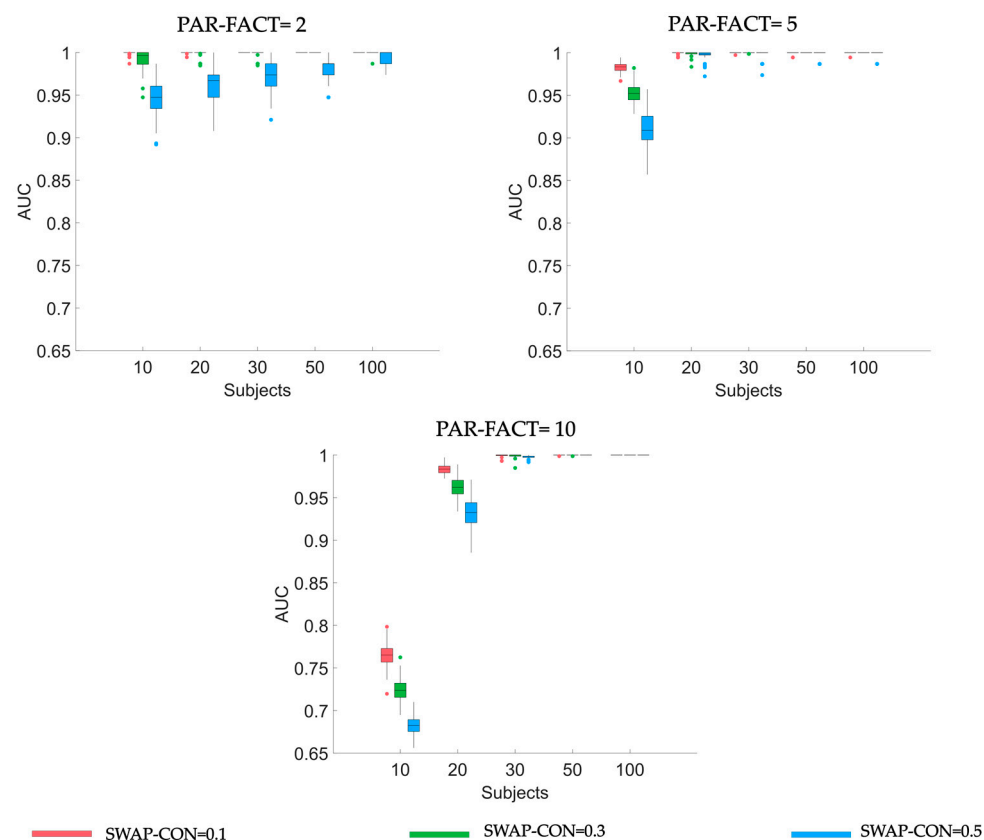 PAR-FACT= 2
1
0.95
0.9
0.85
0.8
0.75
0.7
0.65
AUC
10 20 30 50 100
Subjects
PAR-FACT= 5
1
0.95
0.9
0.85
0.8
0.75
0.7
0.65
AUC
10 20 30 50 100
Subjects
PAR-FACT= 10
1
0.95
0.9
0.85
0.8
0.75
0.7
0.65
AUC
10 20 30 50 100
Subjects
SWAP-CON=0.1 SWAP-CON=0.3 SWAP-CON=0.5